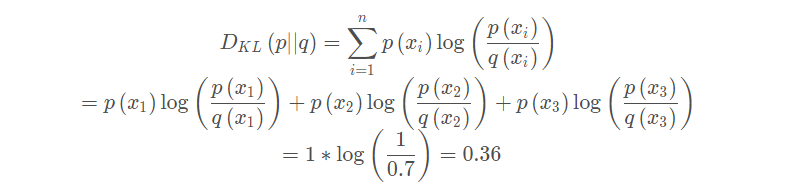 D_{KL}(p||q) = \sum_{i=1}^{n} p(x_i) \log\left(\frac{p(x_i)}{q(x_i)}\right)
= p(x_1) \log\left(\frac{p(x_1)}{q(x_1)}\right) + p(x_2) \log\left(\frac{p(x_2)}{q(x_2)}\right) + p(x_3) \log\left(\frac{p(x_3)}{q(x_3)}\right)
= 1 * \log\left(\frac{1}{0.7}\right) = 0.36